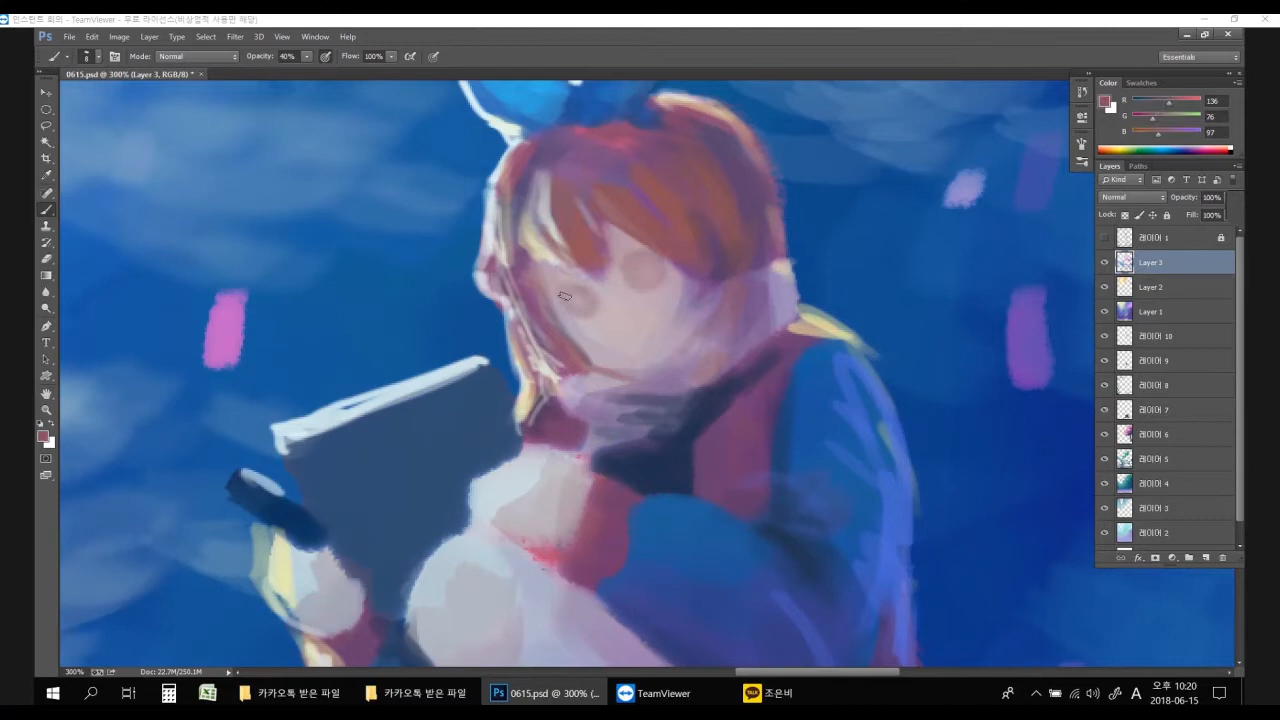 인스턴트 회의 - TeamViewer - 무료 라이선스(비상업적 사용만 해당)
Ps File Edit Image Layer Type Select Filter 3D View Window Help
8 Mode: Normal Opacity: 40% Flow: 100% Essentials
0615.psd @ 300% (Layer 3, RGB/8) * ×
Color Swatches
R 136
G 76
B 97
Layers Paths
Kind
Normal Opacity: 100%
Lock: Fill: 100%
레이어 1
Layer 3
Layer 2
Layer 1
레이어 10
레이어 9
레이어 8
레이어 7
레이어 6
레이어 5
레이어 4
레이어 3
레이어 2
fx
300% Doc: 22.7M/250.1M
카카오톡 받은 파일
카카오톡 받은 파일
Ps 0615.psd @ 300% (...
TeamViewer
TALK 조은비
A 오후 10:20
2018-06-15